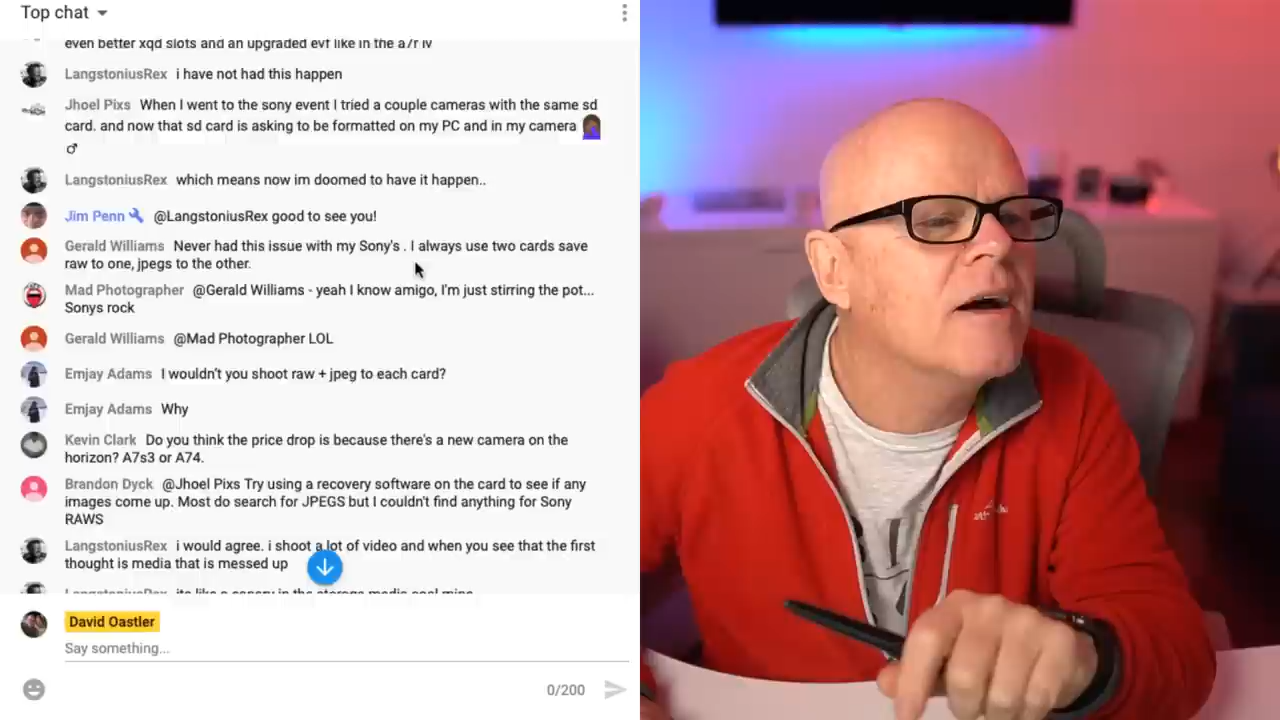 Top chat
even better xqd slots and an upgraded evf like in the a7r iv
LangstoniusRex i have not had this happen
Jhoel Pixs When I went to the sony event I tried a couple cameras with the same sd
card. and now that sd card is asking to be formatted on my PC and in my camera
♂
LangstoniusRex which means now im doomed to have it happen..
Jim Penn @LangstoniusRex good to see you!
Gerald Williams Never had this issue with my Sony's . I always use two cards save
raw to one, jpegs to the other.
Mad Photographer @Gerald Williams - yeah I know amigo, I'm just stirring the pot...
Sonys rock
Gerald Williams @Mad Photographer LOL
Emjay Adams I wouldn't you shoot raw + jpeg to each card?
Emjay Adams Why
Kevin Clark Do you think the price drop is because there's a new camera on the
horizon? A7s3 or A74.
Brandon Dyck @Jhoel Pixs Try using a recovery software on the card to see if any
images come up. Most do search for JPEGS but I couldn't find anything for Sony
RAWS
LangstoniusRex i would agree. i shoot a lot of video and when you see that the first
thought is media that is messed up
LangstoniusRex its like a canary in the storage media coal mine
David Oastler
Say something...
0/200